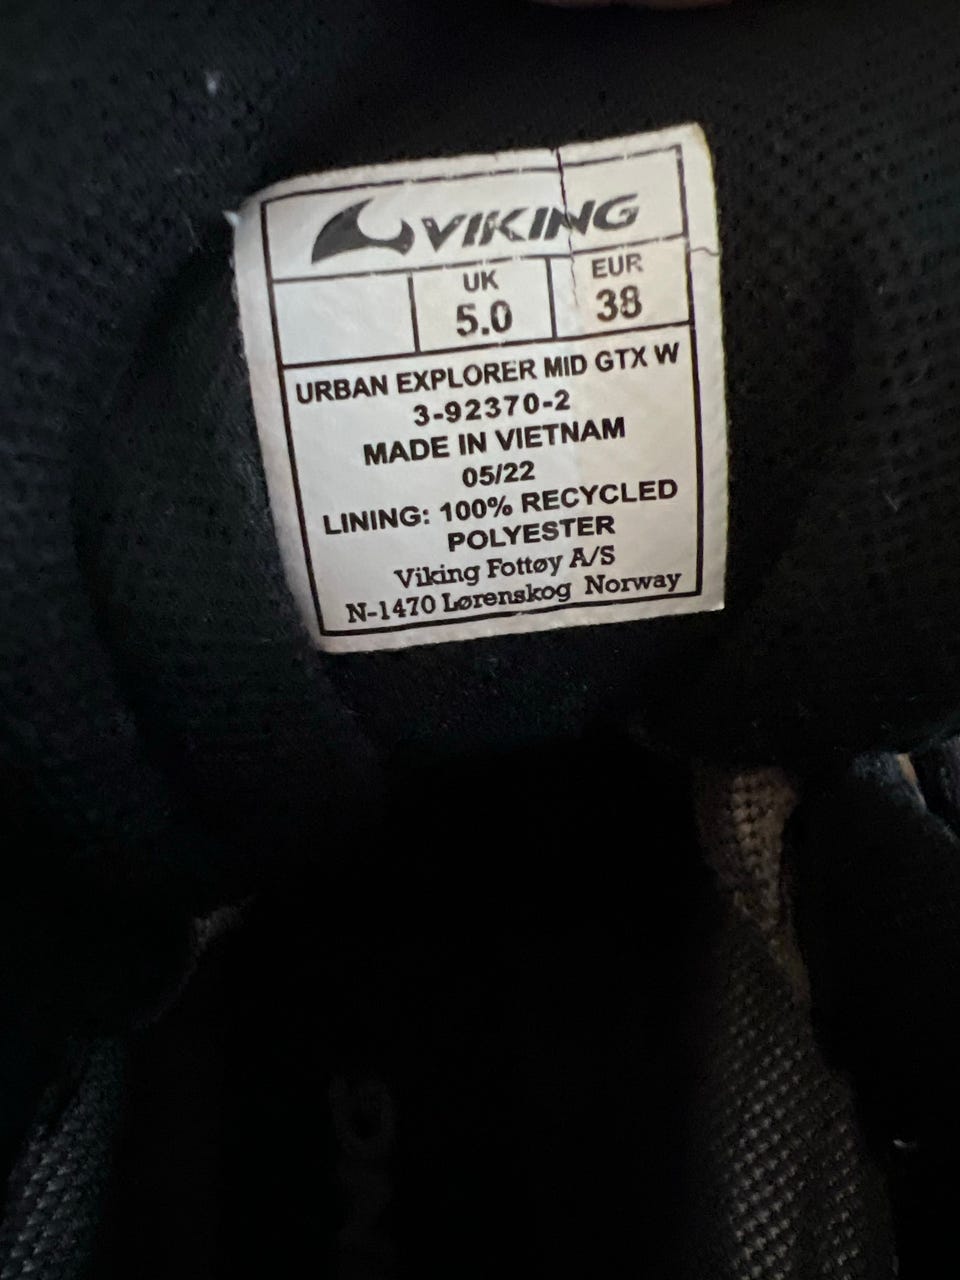 VIKING
UK
5.0
EUR
38
URBAN EXPLORER MID GTX W
3-92370-2
MADE IN VIETNAM
05/22
LINING: 100% RECYCLED
POLYESTER
Viking Fottøy A/S
N-1470 Lørenskog Norway